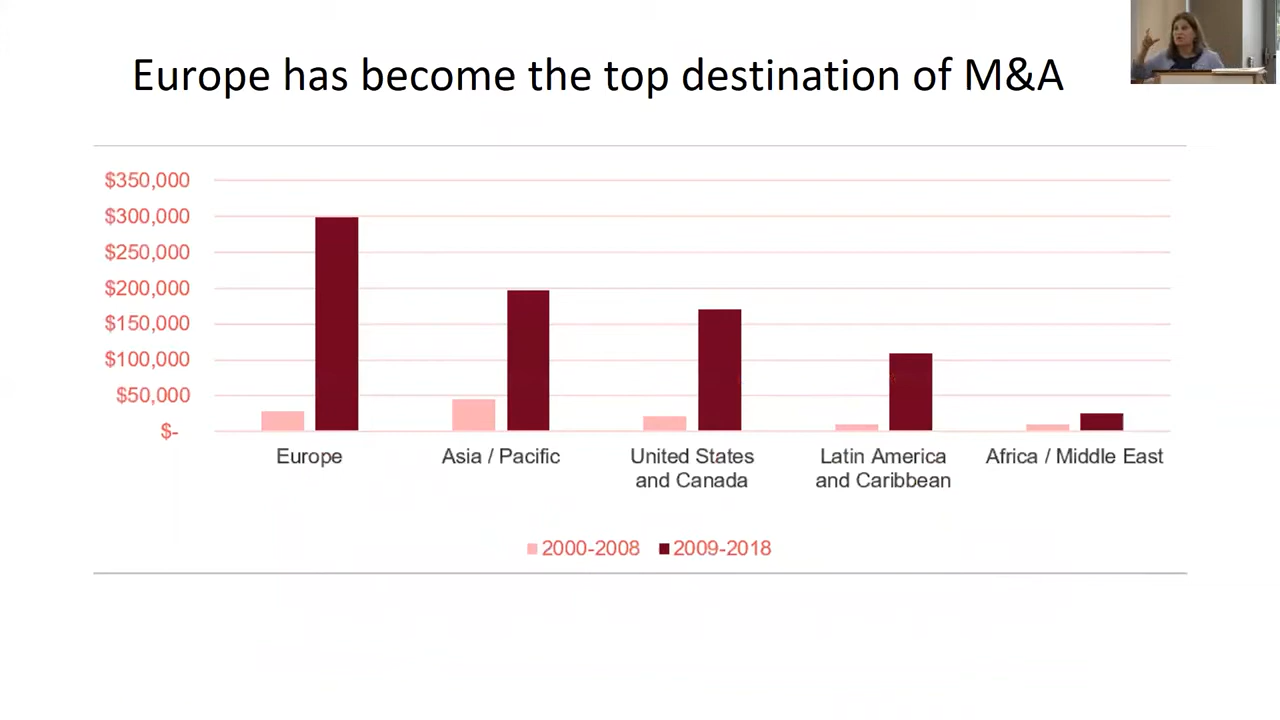 Europe has become the top destination of M&A
$350,000
$300,000
$250,000
$200,000
$150,000
$100,000
$50,000
$-
Europe
Asia / Pacific
United States
and Canada
Latin America
and Caribbean
Africa / Middle East
2000-2008
2009-2018